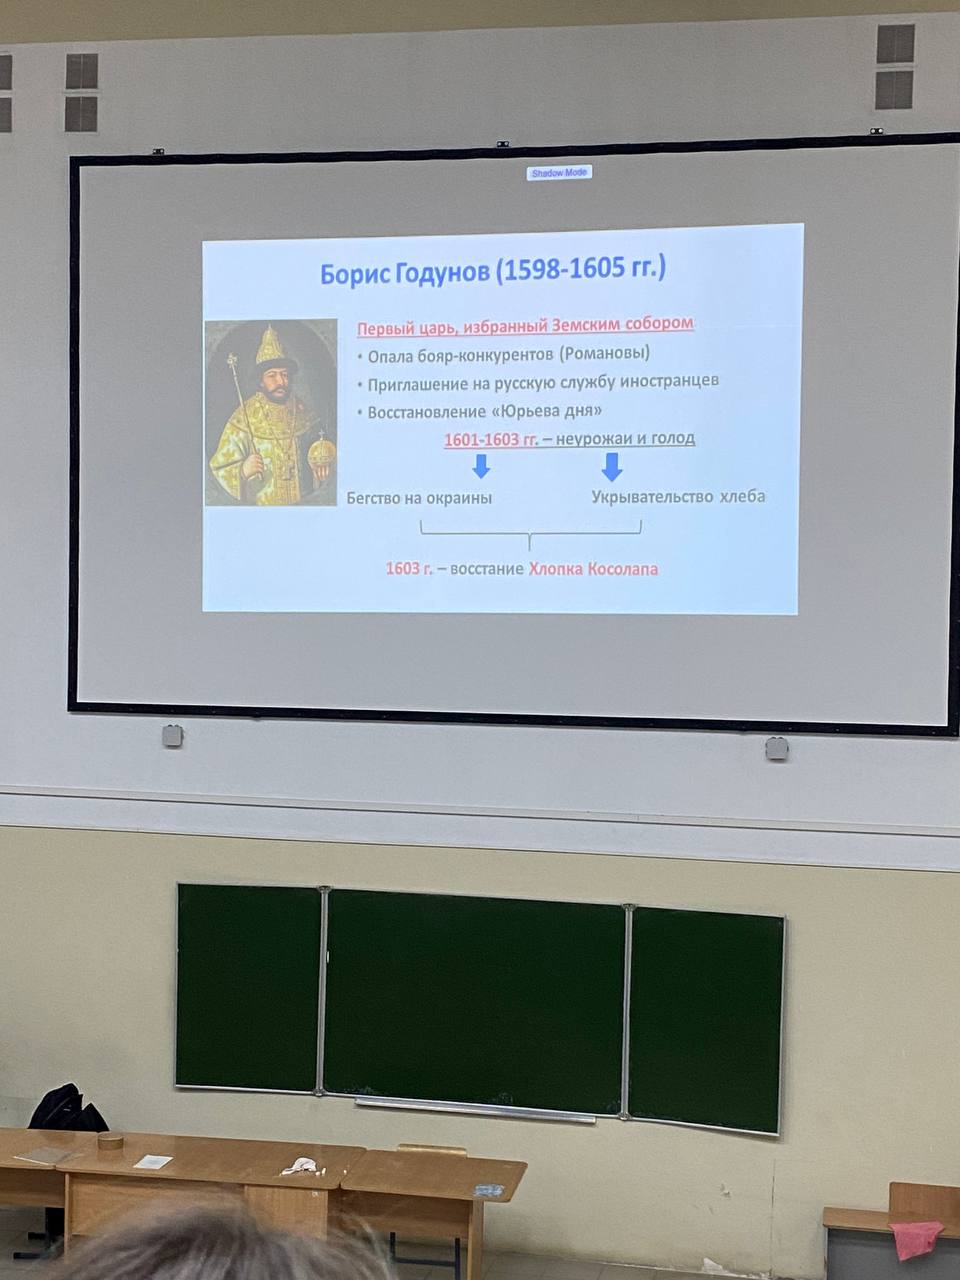 Shadow Mode
Борис Годунов (1598-1605 гг.)
Первый царь, избранный Земским собором
• Опала бояр-конкурентов (Романовы)
• Приглашение на русскую службу иностранцев
• Восстановление «Юрьева дня»
1601-1603 гг. – неурожаи и голод
Бегство на окраины Укрывательство хлеба
1603 г. – восстание Хлопка Косолапа